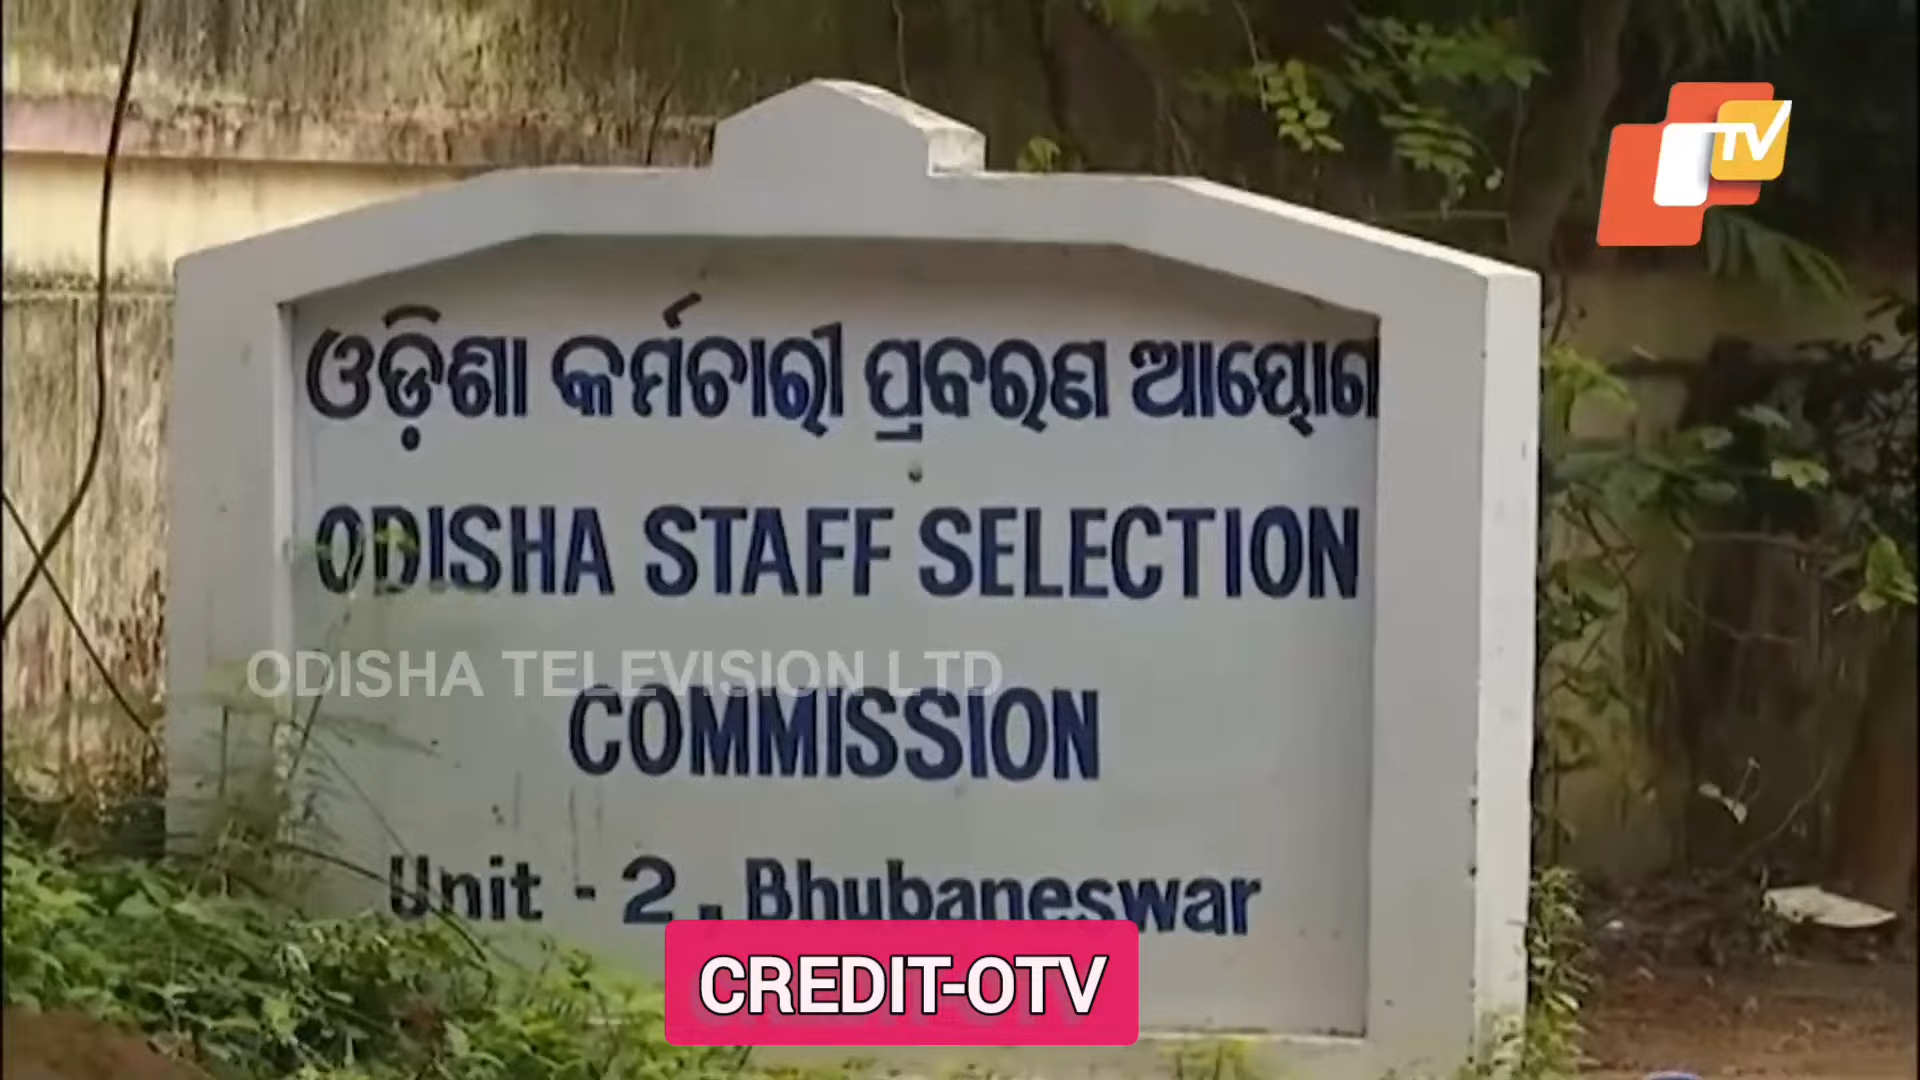 TV
ଓଡ଼ିଶା କର୍ମଚାରୀ ପ୍ରବରଣ ଆୟୋଗ
ODISHA STAFF SELECTION
ODISHA TELEVISION LTD
COMMISSION
Unit - 2, Bhubaneswar
CREDIT-OTV